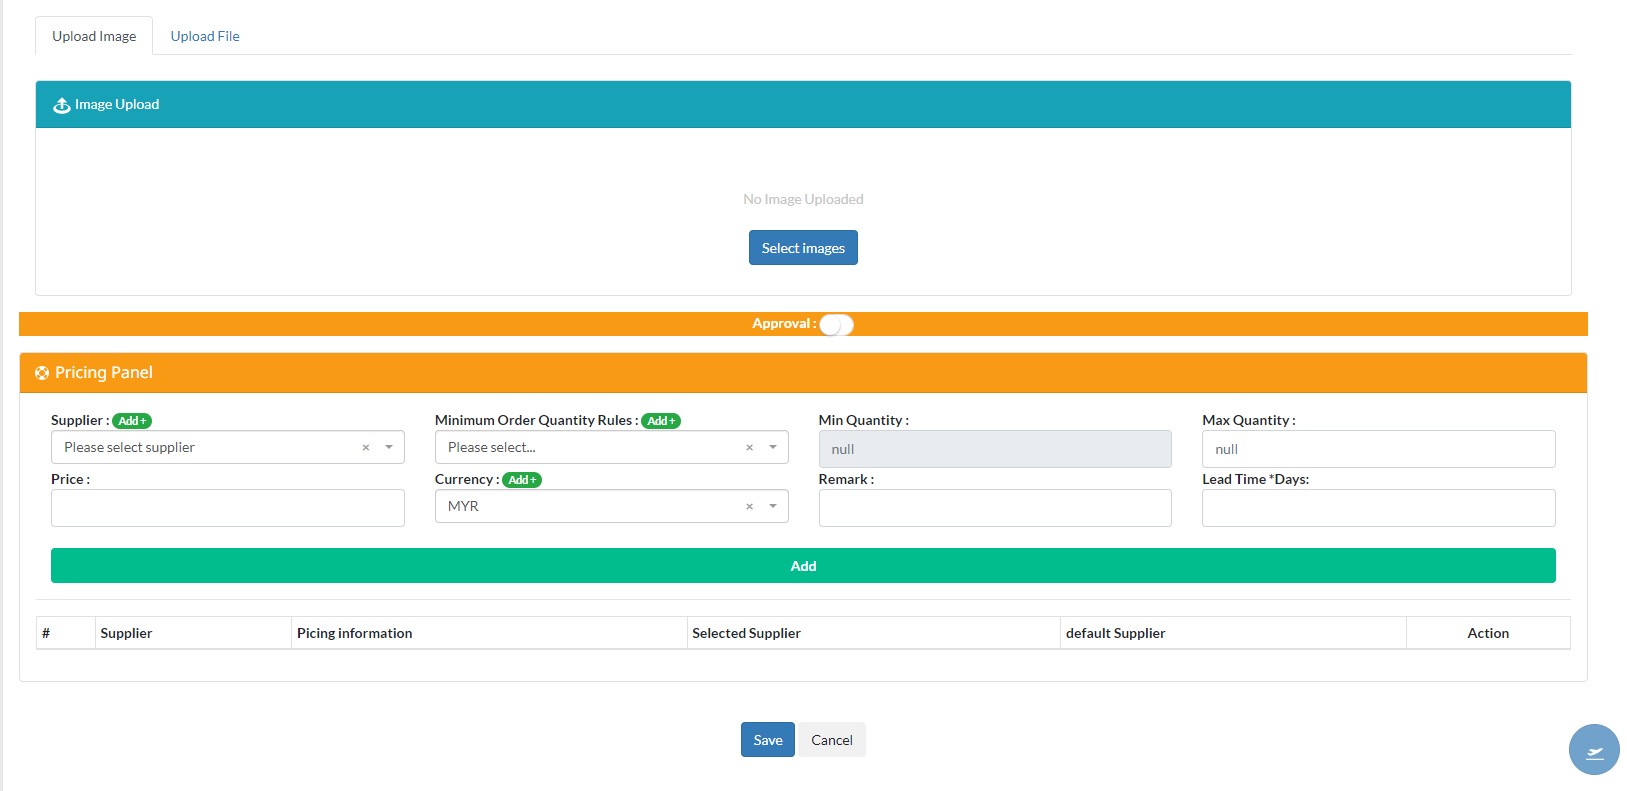 Upload Image Upload File
Image Upload
No Image Uploaded
Select images
Approval :
Pricing Panel
Supplier : Add + Minimum Order Quantity Rules : Add + Min Quantity : Max Quantity :
Please select supplier × Please select... × null null
Price : Currency : Add + Remark : Lead Time *Days:
MYR ×
Add
# Supplier Picing information Selected Supplier default Supplier Action
Save Cancel